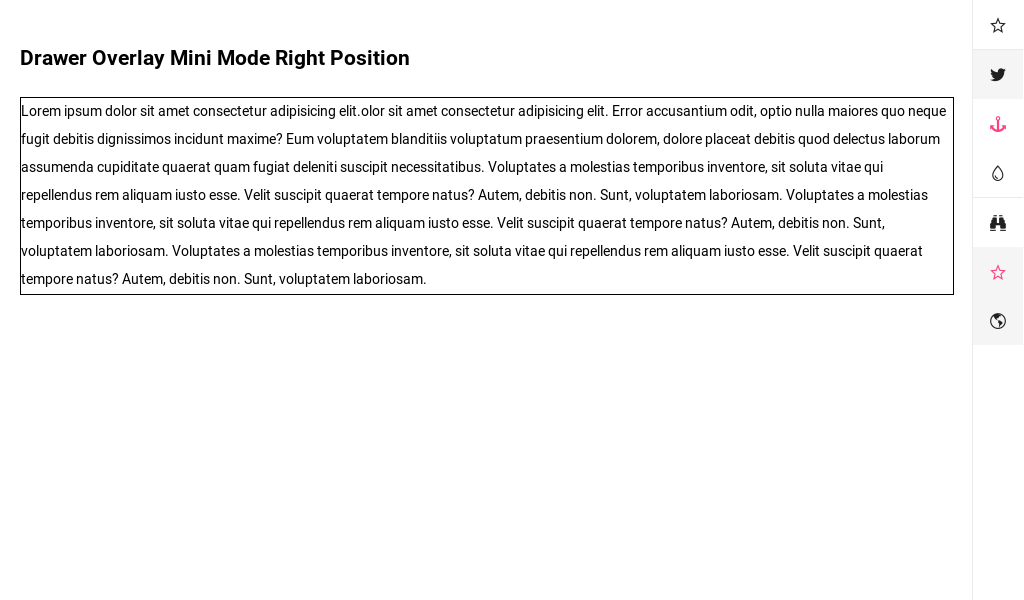 Drawer Overlay Mini Mode Right Position
Lorem ipsum dolor sit amet consectetur adipisicing elit.olor sit amet consectetur adipisicing elit. Error accusantium odit, optio nulla maiores quo neque
fugit debitis dignissimos incidunt maxime? Eum voluptatem blanditiis voluptatum praesentium dolorem, dolore placeat debitis quod delectus laborum
assumenda cupiditate quaerat quam fugiat deleniti suscipit necessitatibus. Voluptates a molestias temporibus inventore, sit soluta vitae qui
repellendus rem aliquam iusto esse. Velit suscipit quaerat tempore natus? Autem, debitis non. Sunt, voluptatem laboriosam. Voluptates a molestias
temporibus inventore, sit soluta vitae qui repellendus rem aliquam iusto esse. Velit suscipit quaerat tempore natus? Autem, debitis non. Sunt,
voluptatem laboriosam. Voluptates a molestias temporibus inventore, sit soluta vitae qui repellendus rem aliquam iusto esse. Velit suscipit quaerat
tempore natus? Autem, debitis non. Sunt, voluptatem laboriosam.